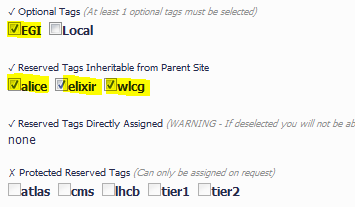 ✓ Optional Tags (At least 1 optional tags must be selected)
EGI Local
✓ Reserved Tags Inheritable from Parent Site
alice elixir wlcg
✓ Reserved Tags Directly Assigned (WARNING - If deselected you will not be ab
none
✗ Protected Reserved Tags (Can only be assigned on request)
atlas cms lhcb tier1 tier2